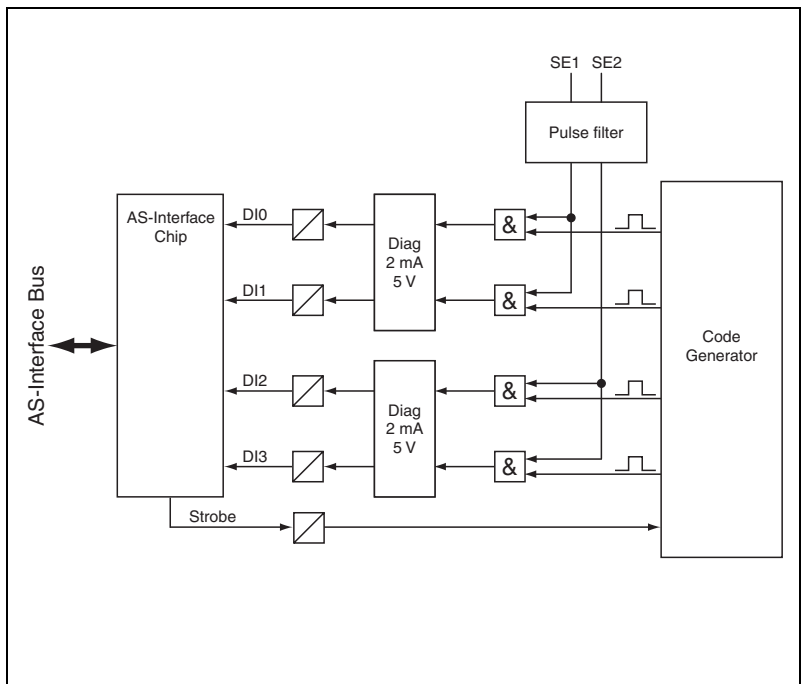 SE1 SE2
Pulse filter
AS-Interface
Chip
DI0
Diag
2 mA
5 V
&
DI1
&
Code
Generator
AS-Interface Bus
DI2
Diag
2 mA
5 V
&
DI3
&
Strobe